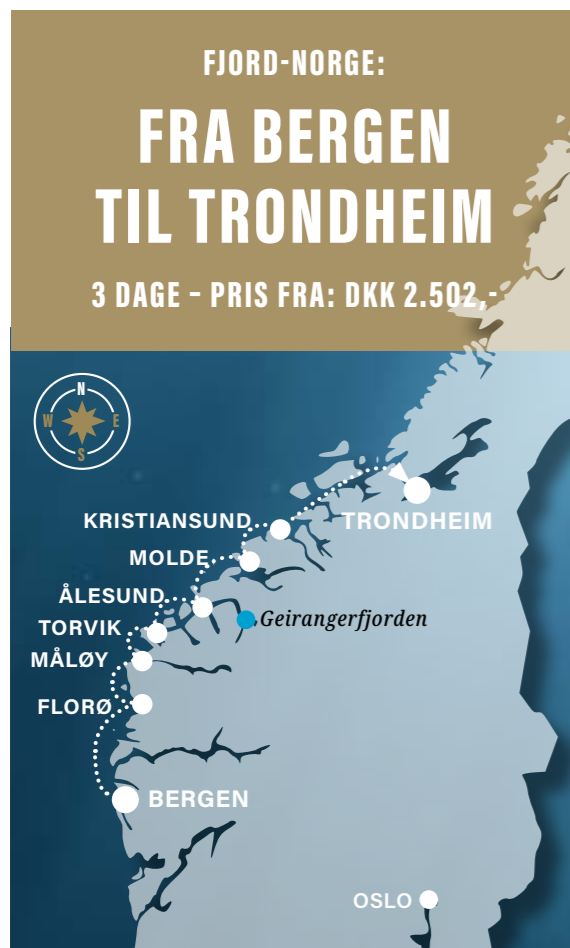 FJORD-NORGE:
FRA BERGEN
TIL TRONDHEIM
3 DAGE – PRIS FRA: DKK 2.502,-
N
W E
S
KRISTIANSUND
TRONDHEIM
MOLDE
ÅLESUND
Geirangerfjorden
TORVIK
MÅLØY
FLORØ
BERGEN
OSLO